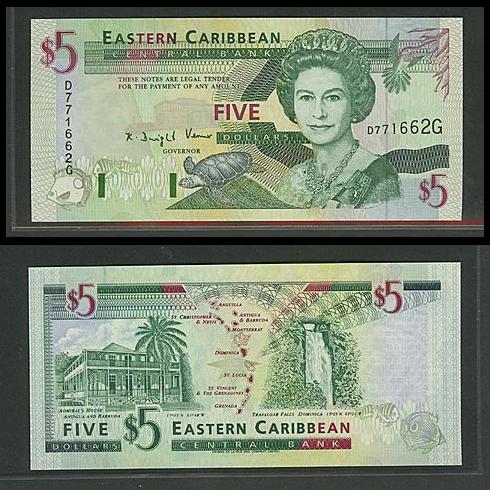 $5
EASTERN CARIBBEAN
CENTRAL BANK
THESE NOTES ARE LEGAL TENDER
FOR THE PAYMENT OF ANY AMOUNT
FIVE
DOLLARS
D771662G
D771662G
K. Dwight Venner
GOVERNOR
$5
$5
$5
ANGUILLA
ST CHRISTOPHER
& NEVIS
ANTIGUA
& BARBUDA
MONTSERRAT
DOMINICA
ST LUCIA
ST VINCENT
& THE GRENADINES
GRENADA
ADMIRAL'S HOUSE
ANTIGUA AND BARBUDA
TRAFALGAR FALLS DOMINICA
FIVE
DOLLARS
$5
EASTERN CARIBBEAN
CENTRAL BANK